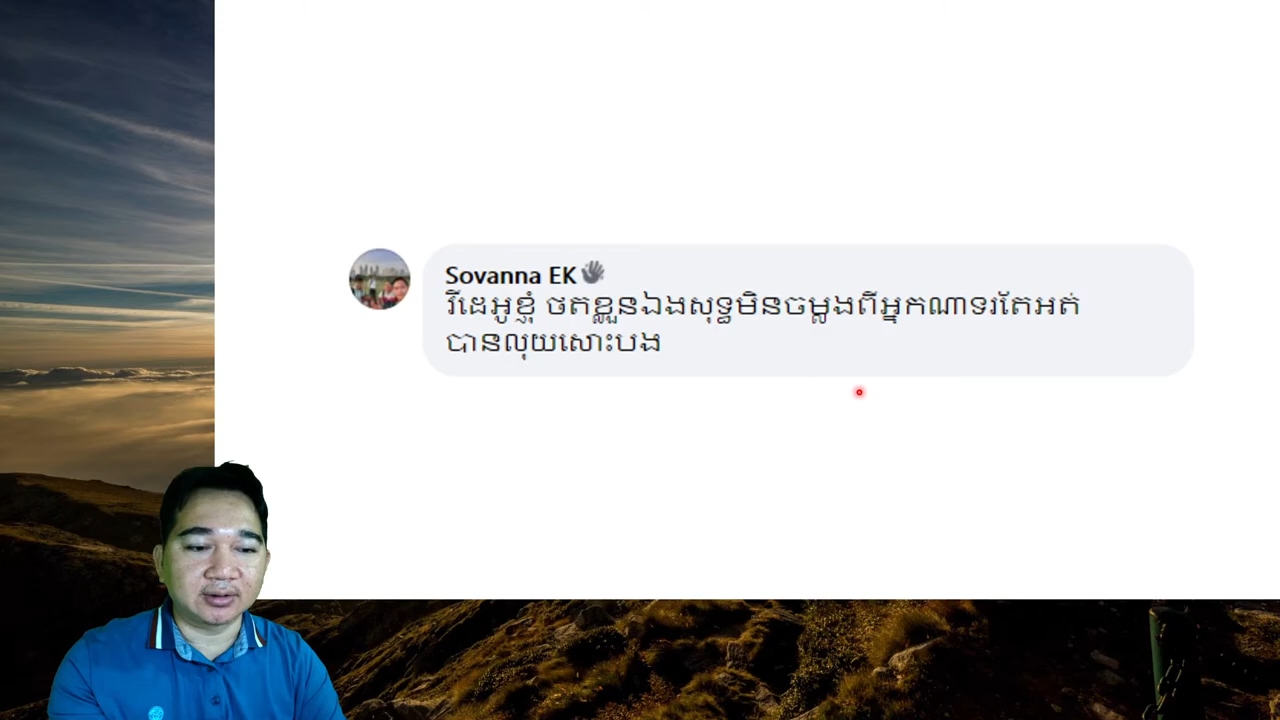 Sovanna EK👋
វីដេអូខ្ញុំ ថតខ្លួនឯងសុទ្ធមិនចម្លងពីអ្នកណាទរតែអត់
បានលុយសោះបង